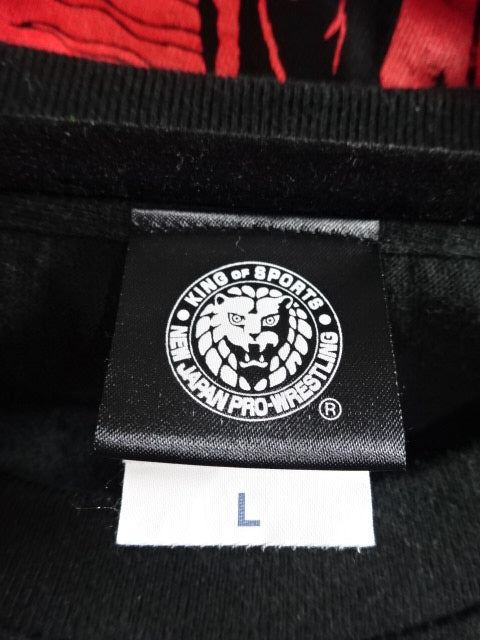 • KING OF SPORTS •
NEW JAPAN PRO-WRESTLING
®
L